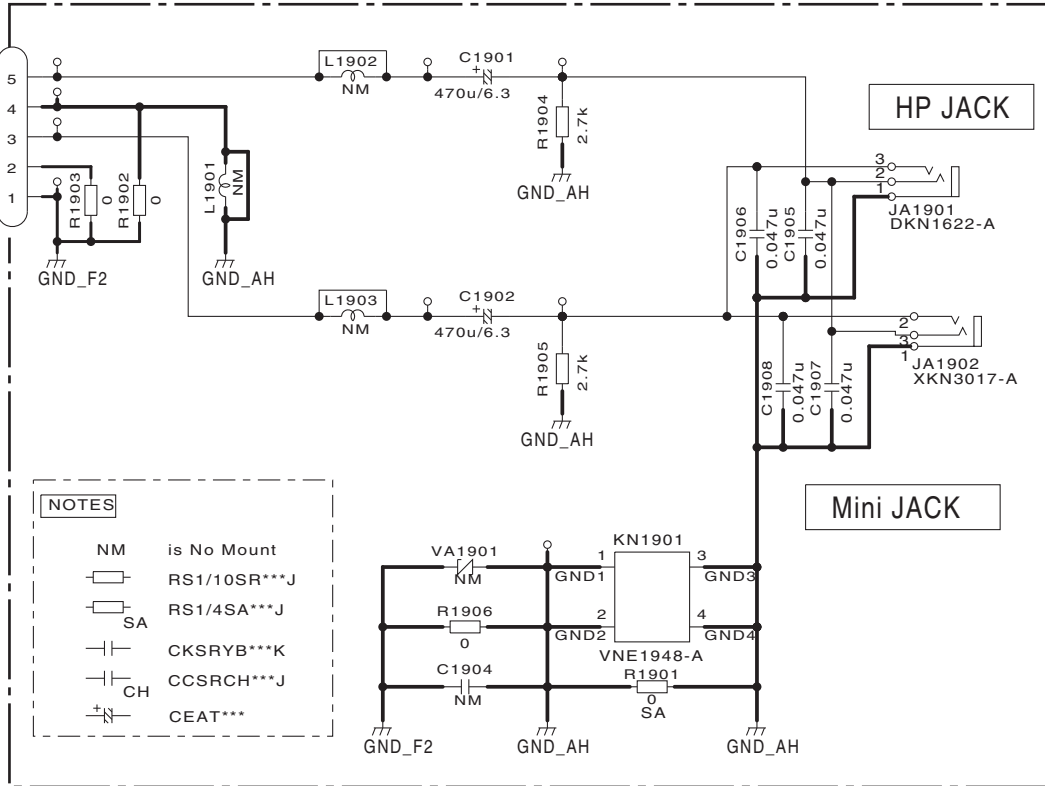 5
4
3
2
1
L1902
NM
C1901
+
470u/6.3
R1904
2.7k
GND_AH
HP JACK
R1903
0
R1902
0
L1901
NM
GND_F2
GND_AH
3
2
1
JA1901
DKN1622-A
C1906
0.047u
C1905
0.047u
L1903
NM
C1902
+
470u/6.3
R1905
2.7k
GND_AH
2
3
1
JA1902
XKN3017-A
C1908
0.047u
C1907
0.047u
Mini JACK
NOTES
NM is No Mount
RS1/10SR***J
SA RS1/4SA***J
CKSRYB***K
CH CCSRCH***J
+ CEAT***
VA1901
NM
R1906
0
C1904
NM
KN1901
1
GND1
2
GND2
3
GND3
4
GND4
VNE1948-A
R1901
0
SA
GND_F2
GND_AH
GND_AH